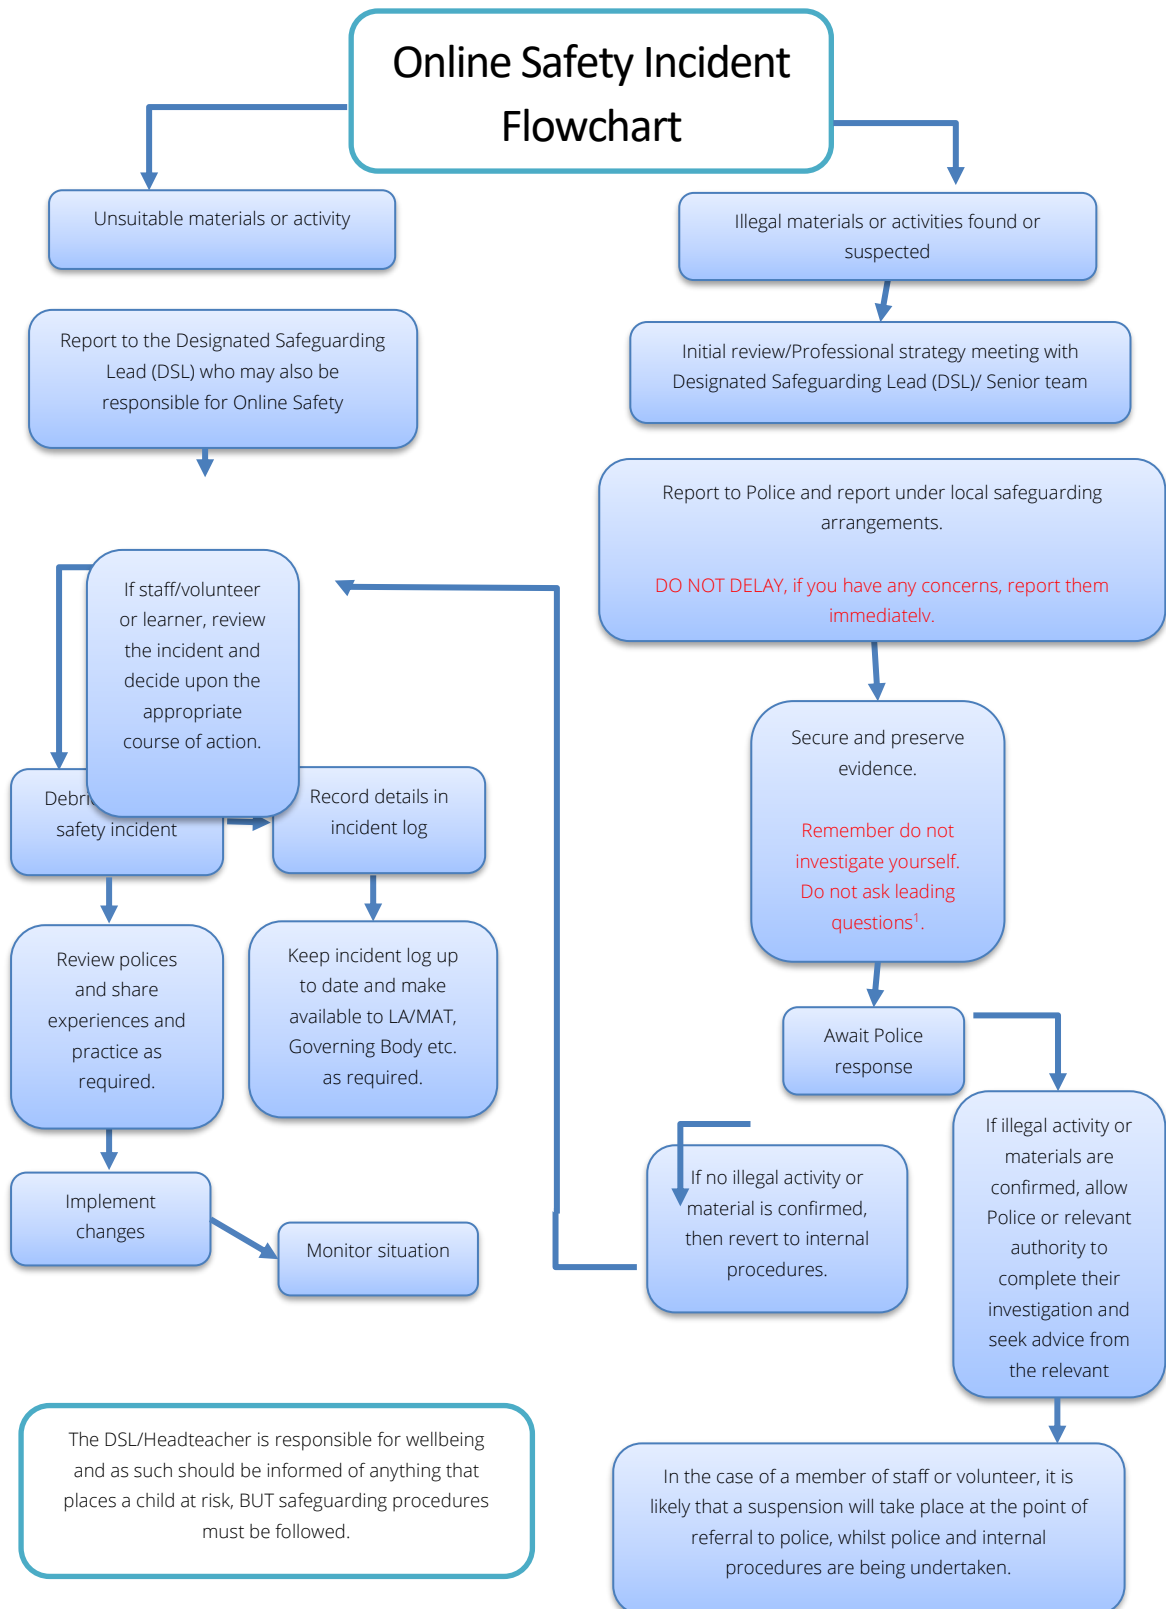 Online Safety Incident
Flowchart
Unsuitable materials or activity
Report to the Designated Safeguarding
Lead (DSL) who may also be
responsible for Online Safety
If staff/volunteer
or learner, review
the incident and
decide upon the
appropriate
course of action.
safety incident
Record details in
incident log
Review polices
and share
experiences and
practice as
required.
Keep incident log up
to date and make
available to LA/MAT,
Governing Body etc.
as required.
Implement
changes
Monitor situation
Illegal materials or activities found or
suspected
Initial review/Professional strategy meeting with
Designated Safeguarding Lead (DSL)/ Senior team
Report to Police and report under local safeguarding
arrangements.
DO NOT DELAY, if you have any concerns, report them
immediately.
Secure and preserve
evidence.
Remember do not
investigate yourself.
Do not ask leading
questions¹.
Await Police
response
If no illegal activity or
material is confirmed,
then revert to internal
procedures.
If illegal activity or
materials are
confirmed, allow
Police or relevant
authority to
complete their
investigation and
seek advice from
the relevant
In the case of a member of staff or volunteer, it is
likely that a suspension will take place at the point of
referral to police, whilst police and internal
procedures are being undertaken.
The DSL/Headteacher is responsible for wellbeing
and as such should be informed of anything that
places a child at risk, BUT safeguarding procedures
must be followed.